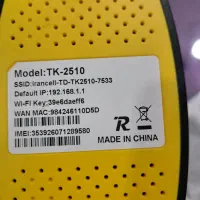 Model:TK-2510
SSID:Irancell-TD-TK2510-7533
Default IP:192.168.1.1
Wi-Fi Key:39e6daeff6
WAN MAC:984246110D5D
IMEI:353926071289580
R
MADE IN CHINA